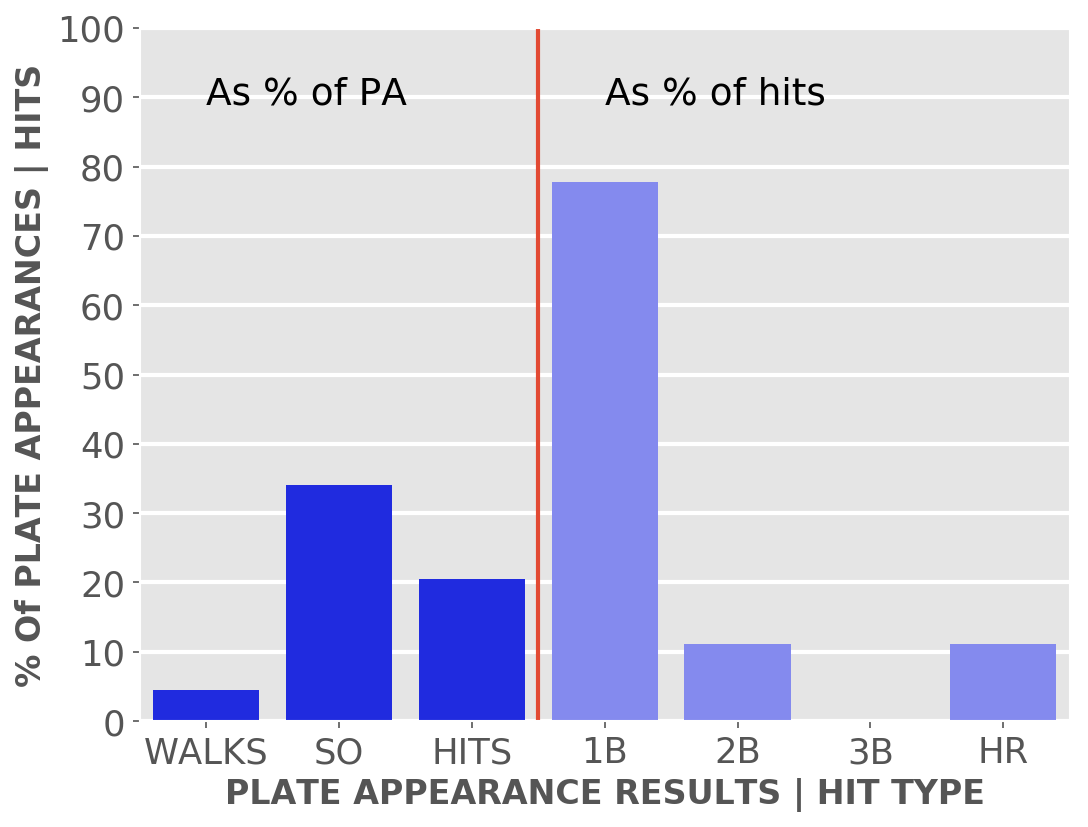 100
90
80
70
60
50
40
30
20
10
0
% Of PLATE APPEARANCES | HITS
As % of PA
As % of hits
WALKS SO HITS 1B 2B 3B HR
PLATE APPEARANCE RESULTS | HIT TYPE